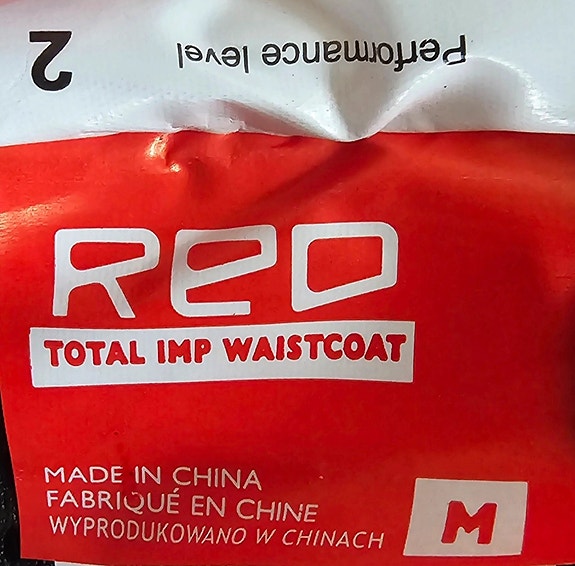 Performance level 2
RED
TOTAL IMP WAISTCOAT
MADE IN CHINA
FABRIQUÉ EN CHINE
WYPRODUKOWANO W CHINACH
M